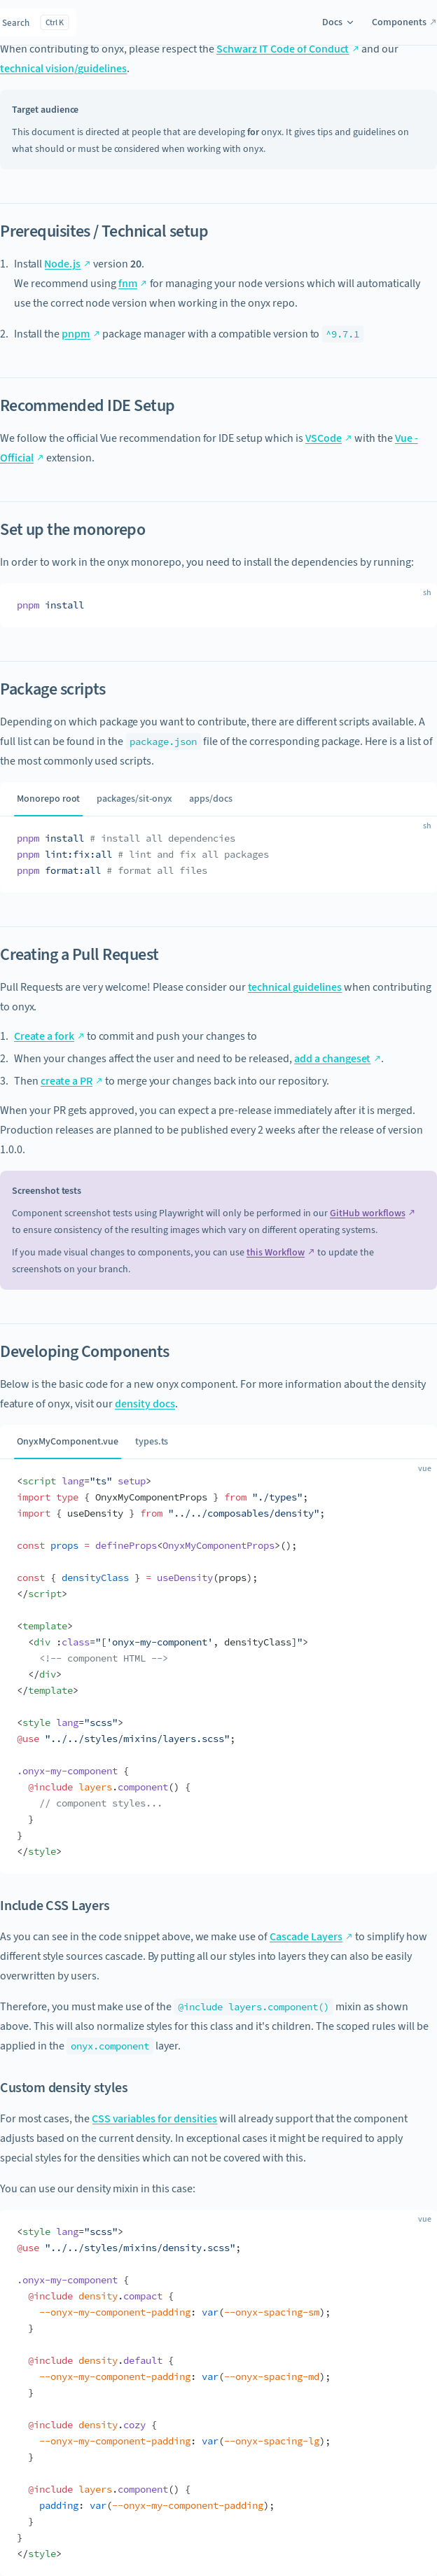 Search Ctrl K Docs Components ↗
When contributing to onyx, please respect the Schwarz IT Code of Conduct ↗ and our
technical vision/guidelines.
Target audience
This document is directed at people that are developing for onyx. It gives tips and guidelines on
what should or must be considered when working with onyx.
Prerequisites / Technical setup
1. Install Node.js ↗ version 20.
We recommend using fnm ↗ for managing your node versions which will automatically
use the correct node version when working in the onyx repo.
2. Install the pnpm ↗ package manager with a compatible version to ^9.7.1
Recommended IDE Setup
We follow the official Vue recommendation for IDE setup which is VSCode ↗ with the Vue -
Official ↗ extension.
Set up the monorepo
In order to work in the onyx monorepo, you need to install the dependencies by running:
sh
pnpm install
Package scripts
Depending on which package you want to contribute, there are different scripts available. A
full list can be found in the package.json file of the corresponding package. Here is a list of
the most commonly used scripts.
Monorepo root packages/sit-onyx apps/docs
sh
pnpm install # install all dependencies
pnpm lint:fix:all # lint and fix all packages
pnpm format:all # format all files
Creating a Pull Request
Pull Requests are very welcome! Please consider our technical guidelines when contributing
to onyx.
1. Create a fork ↗ to commit and push your changes to
2. When your changes affect the user and need to be released, add a changeset ↗.
3. Then create a PR ↗ to merge your changes back into our repository.
When your PR gets approved, you can expect a pre-release immediately after it is merged.
Production releases are planned to be published every 2 weeks after the release of version
1.0.0.
Screenshot tests
Component screenshot tests using Playwright will only be performed in our GitHub workflows ↗
to ensure consistency of the resulting images which vary on different operating systems.
If you made visual changes to components, you can use this Workflow ↗ to update the
screenshots on your branch.
Developing Components
Below is the basic code for a new onyx component. For more information about the density
feature of onyx, visit our density docs.
OnyxMyComponent.vue types.ts
vue
<script lang="ts" setup>
import type { OnyxMyComponentProps } from "./types";
import { useDensity } from "../../composables/density";
const props = defineProps<OnyxMyComponentProps>();
const { densityClass } = useDensity(props);
</script>
<template>
<div :class="['onyx-my-component', densityClass]">
<!-- component HTML -->
</div>
</template>
<style lang="scss">
@use "../../styles/mixins/layers.scss";
.onyx-my-component {
@include layers.component() {
// component styles...
}
}
</style>
Include CSS Layers
As you can see in the code snippet above, we make use of Cascade Layers ↗ to simplify how
different style sources cascade. By putting all our styles into layers they can also be easily
overwritten by users.
Therefore, you must make use of the @include layers.component() mixin as shown
above. This will also normalize styles for this class and it's children. The scoped rules will be
applied in the onyx.component layer.
Custom density styles
For most cases, the CSS variables for densities will already support that the component
adjusts based on the current density. In exceptional cases it might be required to apply
special styles for the densities which can not be covered with this.
You can use our density mixin in this case:
vue
<style lang="scss">
@use "../../styles/mixins/density.scss";
.onyx-my-component {
@include density.compact {
--onyx-my-component-padding: var(--onyx-spacing-sm);
}
@include density.default {
--onyx-my-component-padding: var(--onyx-spacing-md);
}
@include density.cozy {
--onyx-my-component-padding: var(--onyx-spacing-lg);
}
@include layers.component() {
padding: var(--onyx-my-component-padding);
}
}
</style>